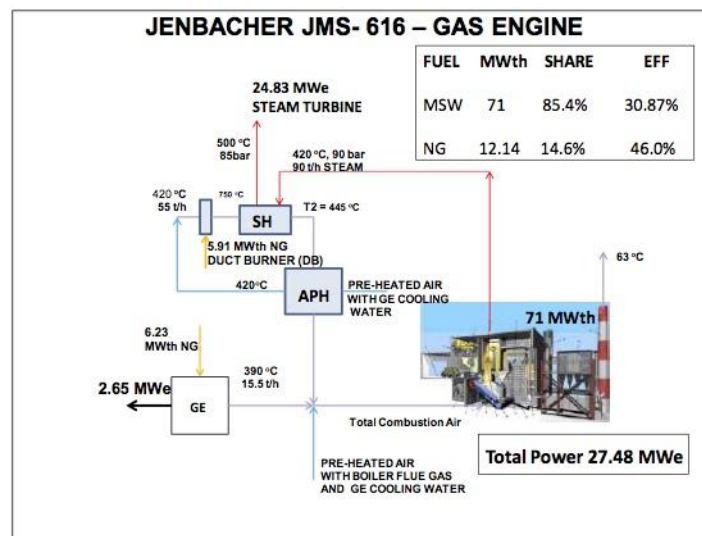 JENBACHER JMS- 616 – GAS ENGINE
FUEL MWth SHARE EFF
MSW 71 85.4% 30.87%
NG 12.14 14.6% 46.0%
24.83 MWe
STEAM TURBINE
500 °C
85bar
420 °C, 90 bar
90 t/h STEAM
420 °C
55 t/h
750 °C
SH
T2 = 445 °C
5.91 MWth NG
DUCT BURNER (DB)
63 °C
420°C
APH
PRE-HEATED AIR
WITH GE COOLING
WATER
71 MWth
6.23
MWth NG
390 °C
15.5 t/h
2.65 MWe
GE
Total Combustion Air
Total Power 27.48 MWe
PRE-HEATED AIR
WITH BOILER FLUE GAS
AND GE COOLING WATER